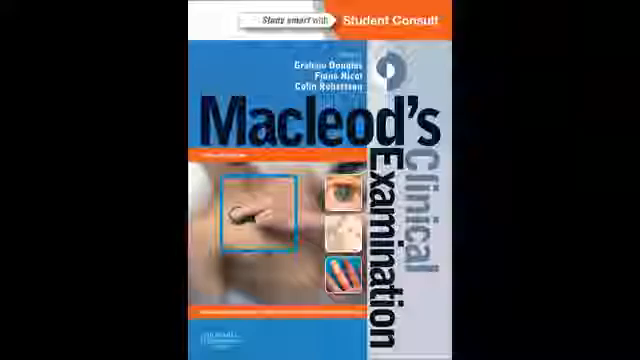 Study smart with
Student Consult
Graham Douglas
Fiona Nicol
Colin Robertson
Macleod's
Clinical
Examination